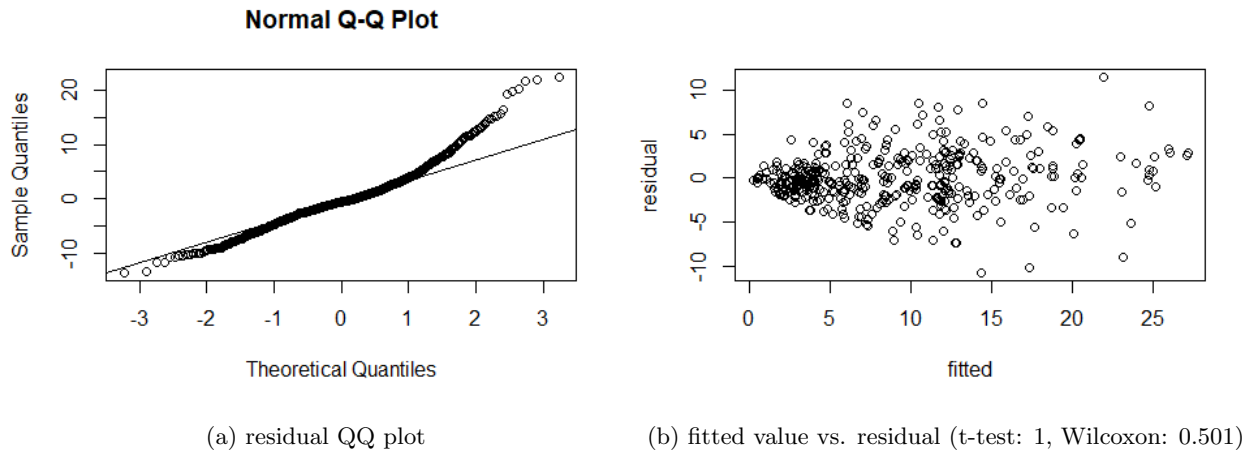 Normal Q-Q Plot
Sample Quantiles
20
10
0
-10
-3 -2 -1 0 1 2 3
Theoretical Quantiles
(a) residual QQ plot
residual
10
5
0
-5
-10
0 5 10 15 20 25
fitted
(b) fitted value vs. residual (t-test: 1, Wilcoxon: 0.501)